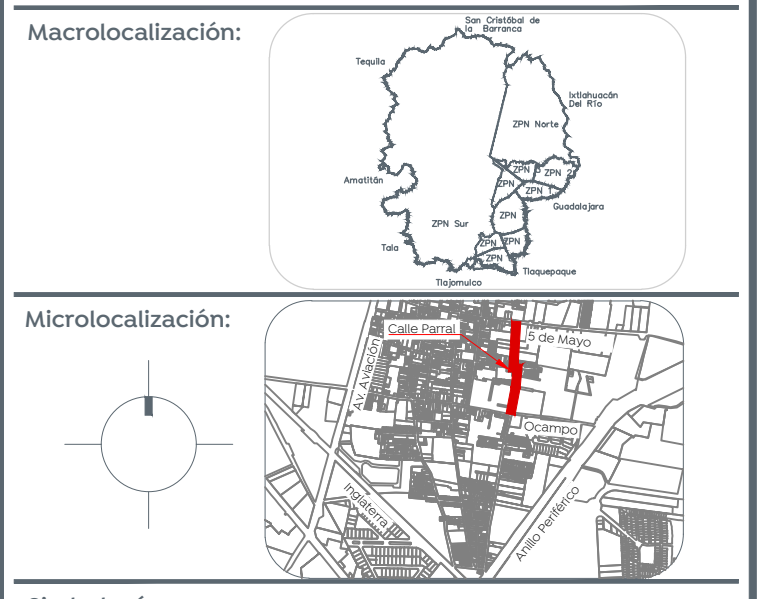 Macrolocalización:
San Cristóbal de
la Barranca
Tequila
Ixtlahuacán
Del Río
ZPN Norte
ZPN 3
ZPN 2
Amatitán
ZPN
ZPN 1
Guadalajara
ZPN
ZPN Sur
ZPN
ZPN
Tala
ZPN
Tlaquepaque
Tlajomulco
Microlocalización:
Calle Parral
5 de Mayo
Av. Aviación
Ocampo
Inglaterra
Anillo Periférico